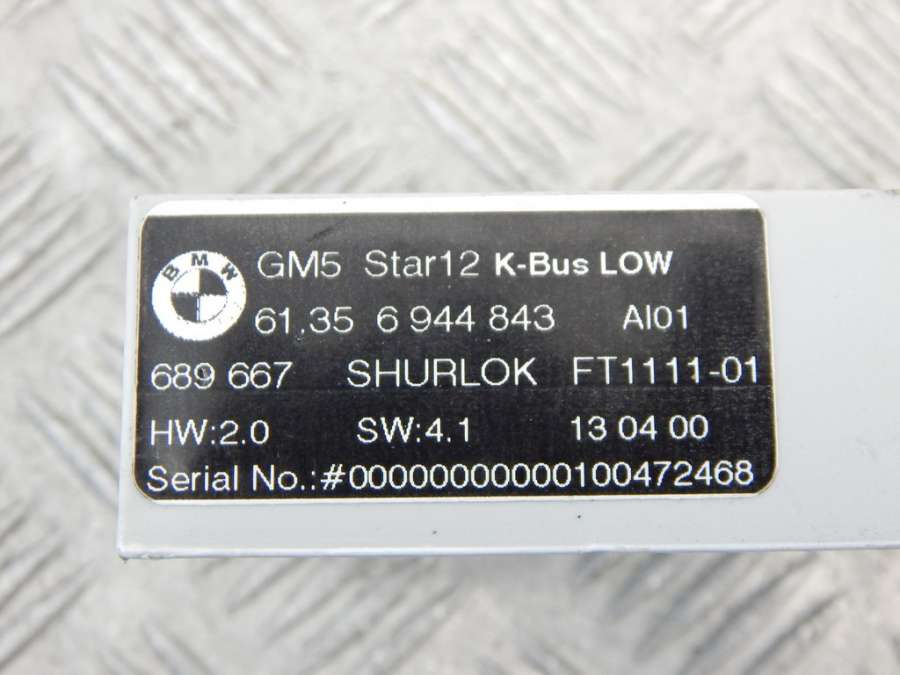 BMW
GM5 Star12 K-Bus LOW
61.35 6 944 843 AI01
689 667 SHURLOK FT1111-01
HW:2.0 SW:4.1 13 04 00
Serial No.:#00000000000100472468